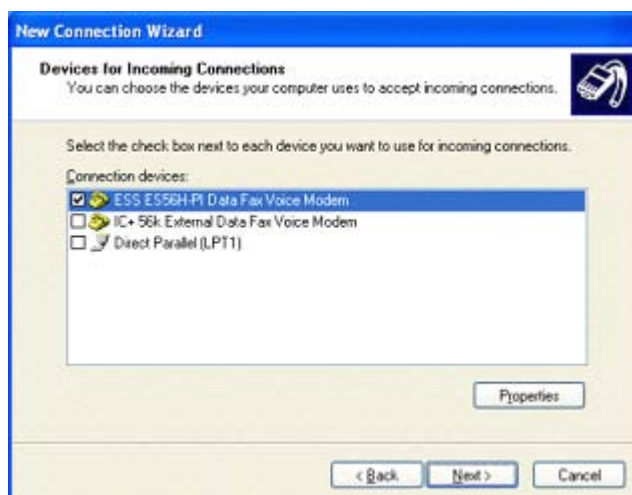 New Connection Wizard
Devices for Incoming Connections
You can choose the devices your computer uses to accept incoming connections.
Select the check box next to each device you want to use for incoming connections.
Connection devices:
ESS ES56H-PI Data Fax Voice Modem
IC+ 56k External Data Fax Voice Modem
Direct Parallel (LPT1)
Properties
< Back
Next >
Cancel